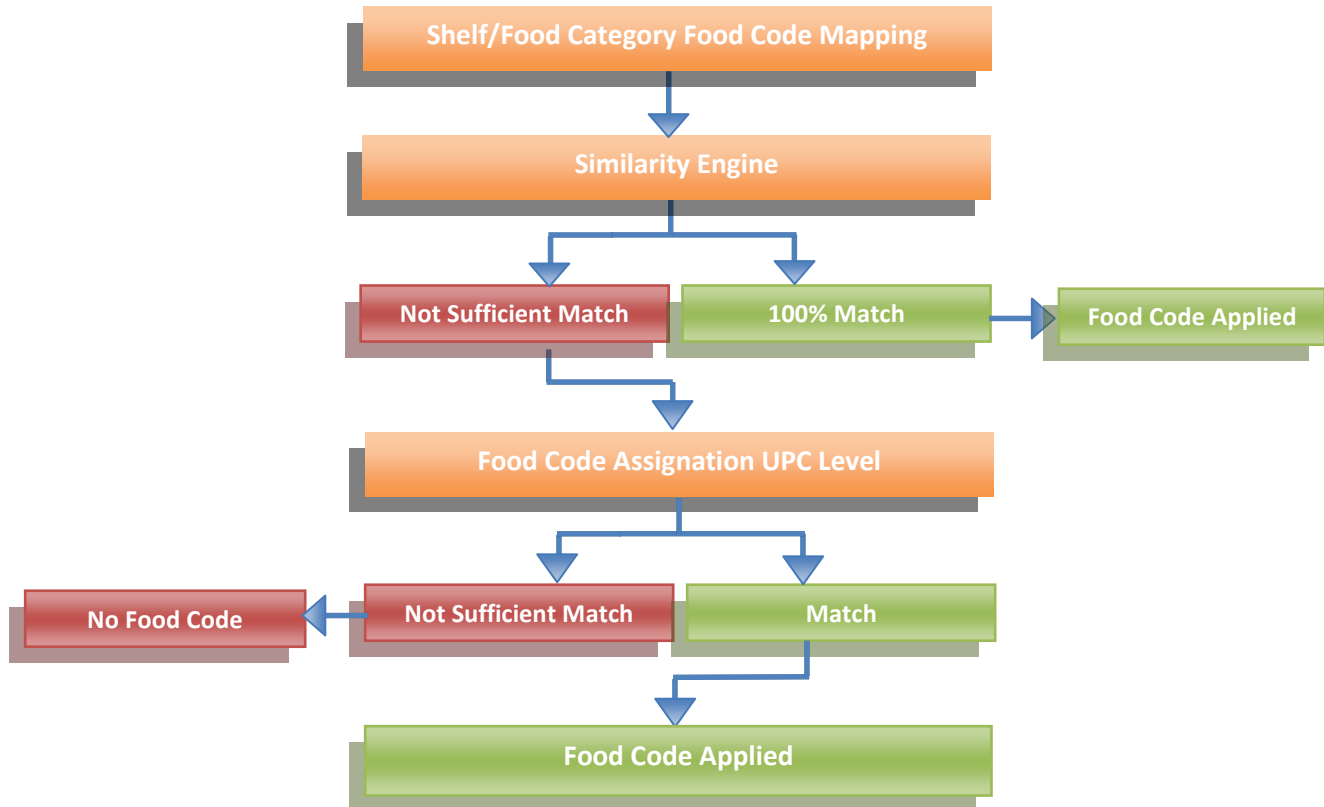 Shelf/Food Category Food Code Mapping
Similarity Engine
Not Sufficient Match
100% Match
Food Code Applied
Food Code Assignation UPC Level
No Food Code
Not Sufficient Match
Match
Food Code Applied